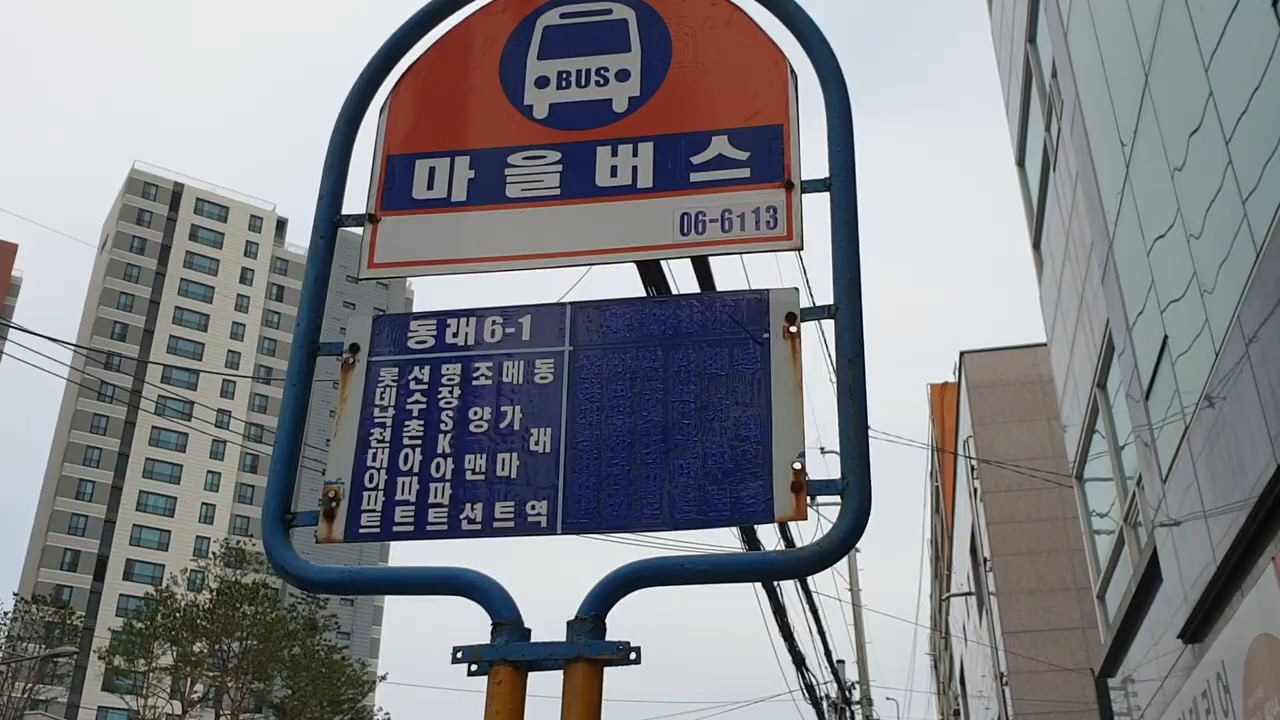 BUS
마을버스
06-6113
동래6-1
롯데낙천대아파트
선수촌아파트
명장SK아파트
조양맨션
메가마트
동래역